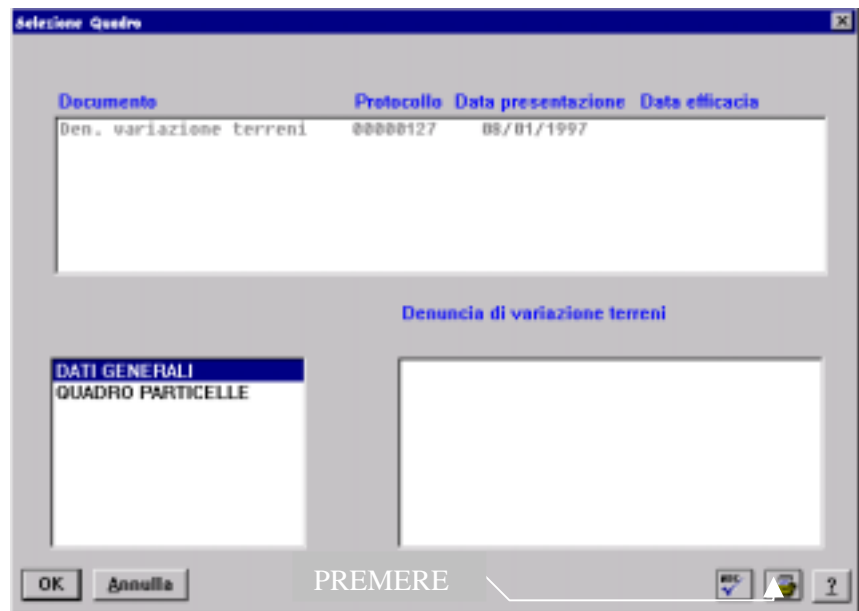 Selezione Quadro
Documento Protocollo Data presentazione Data efficacia
Den. variazione terreni 00000127 08/01/1997
Denuncia di variazione terreni
DATI GENERALI
QUADRO PARTICELLE
OK Annulla PREMERE ABC ?